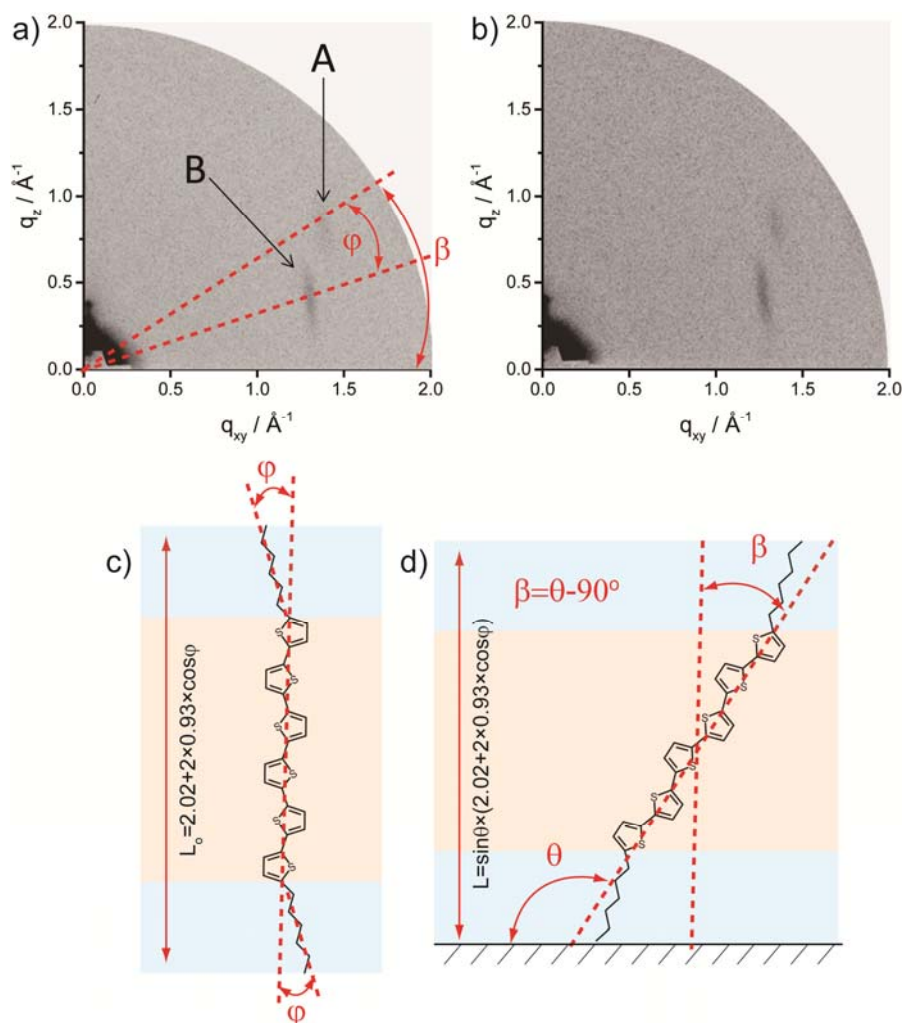 a)
A
B
φ
β
q_z / Å⁻¹
2.0
1.5
1.0
0.5
0.0
0.0 0.5 1.0 1.5 2.0
q_xy / Å⁻¹
b)
q_z / Å⁻¹
2.0
1.5
1.0
0.5
0.0
0.0 0.5 1.0 1.5 2.0
q_xy / Å⁻¹
c)
φ
L_o=2.02+2×0.93×cosφ
S
S
S
S
S
S
φ
d)
β
β=θ-90°
L=sinθ×(2.02+2×0.93×cosφ)
S
S
S
S
S
S
θ